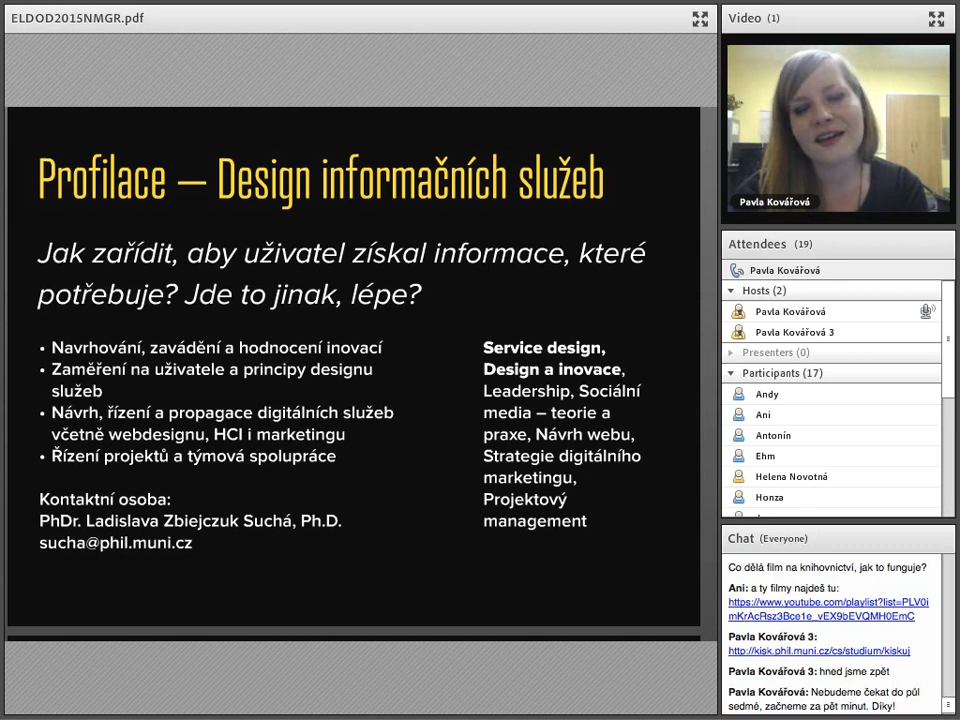 ELDOD2015NMGR.pdf
Profilace – Design informačních služeb
Jak zařídit, aby uživatel získal informace, které
potřebuje? Jde to jinak, lépe?
• Navrhování, zavádění a hodnocení inovací
• Zaměření na uživatele a principy designu
služeb
• Návrh, řízení a propagace digitálních služeb
včetně webdesignu, HCI i marketingu
• Řízení projektů a týmová spolupráce
Kontaktní osoba:
PhDr. Ladislava Zbiejczuk Suchá, Ph.D.
sucha@phil.muni.cz
Service design,
Design a inovace,
Leadership, Sociální
media – teorie a
praxe, Návrh webu,
Strategie digitálního
marketingu,
Projektový
management
Video (1)
Pavla Kovářová
Attendees (19)
Pavla Kovářová
Hosts (2)
Pavla Kovářová
Pavla Kovářová 3
Presenters (0)
Participants (17)
Andy
Ani
Antonín
Ehm
Helena Novotná
Honza
Chat (Everyone)
Co dělá film na knihovnictví, jak to funguje?
Ani: a ty filmy najdeš tu:
https://www.youtube.com/playlist?list=PLV0i
mKrAcRsz3Bce1e_vEX9bEVQMH0EmC
Pavla Kovářová 3:
http://kisk.phil.muni.cz/cs/studium/kiskuj
Pavla Kovářová 3: hned jsme zpět
Pavla Kovářová: Nebudeme čekat do půl
sedmé, začneme za pět minut. Díky!